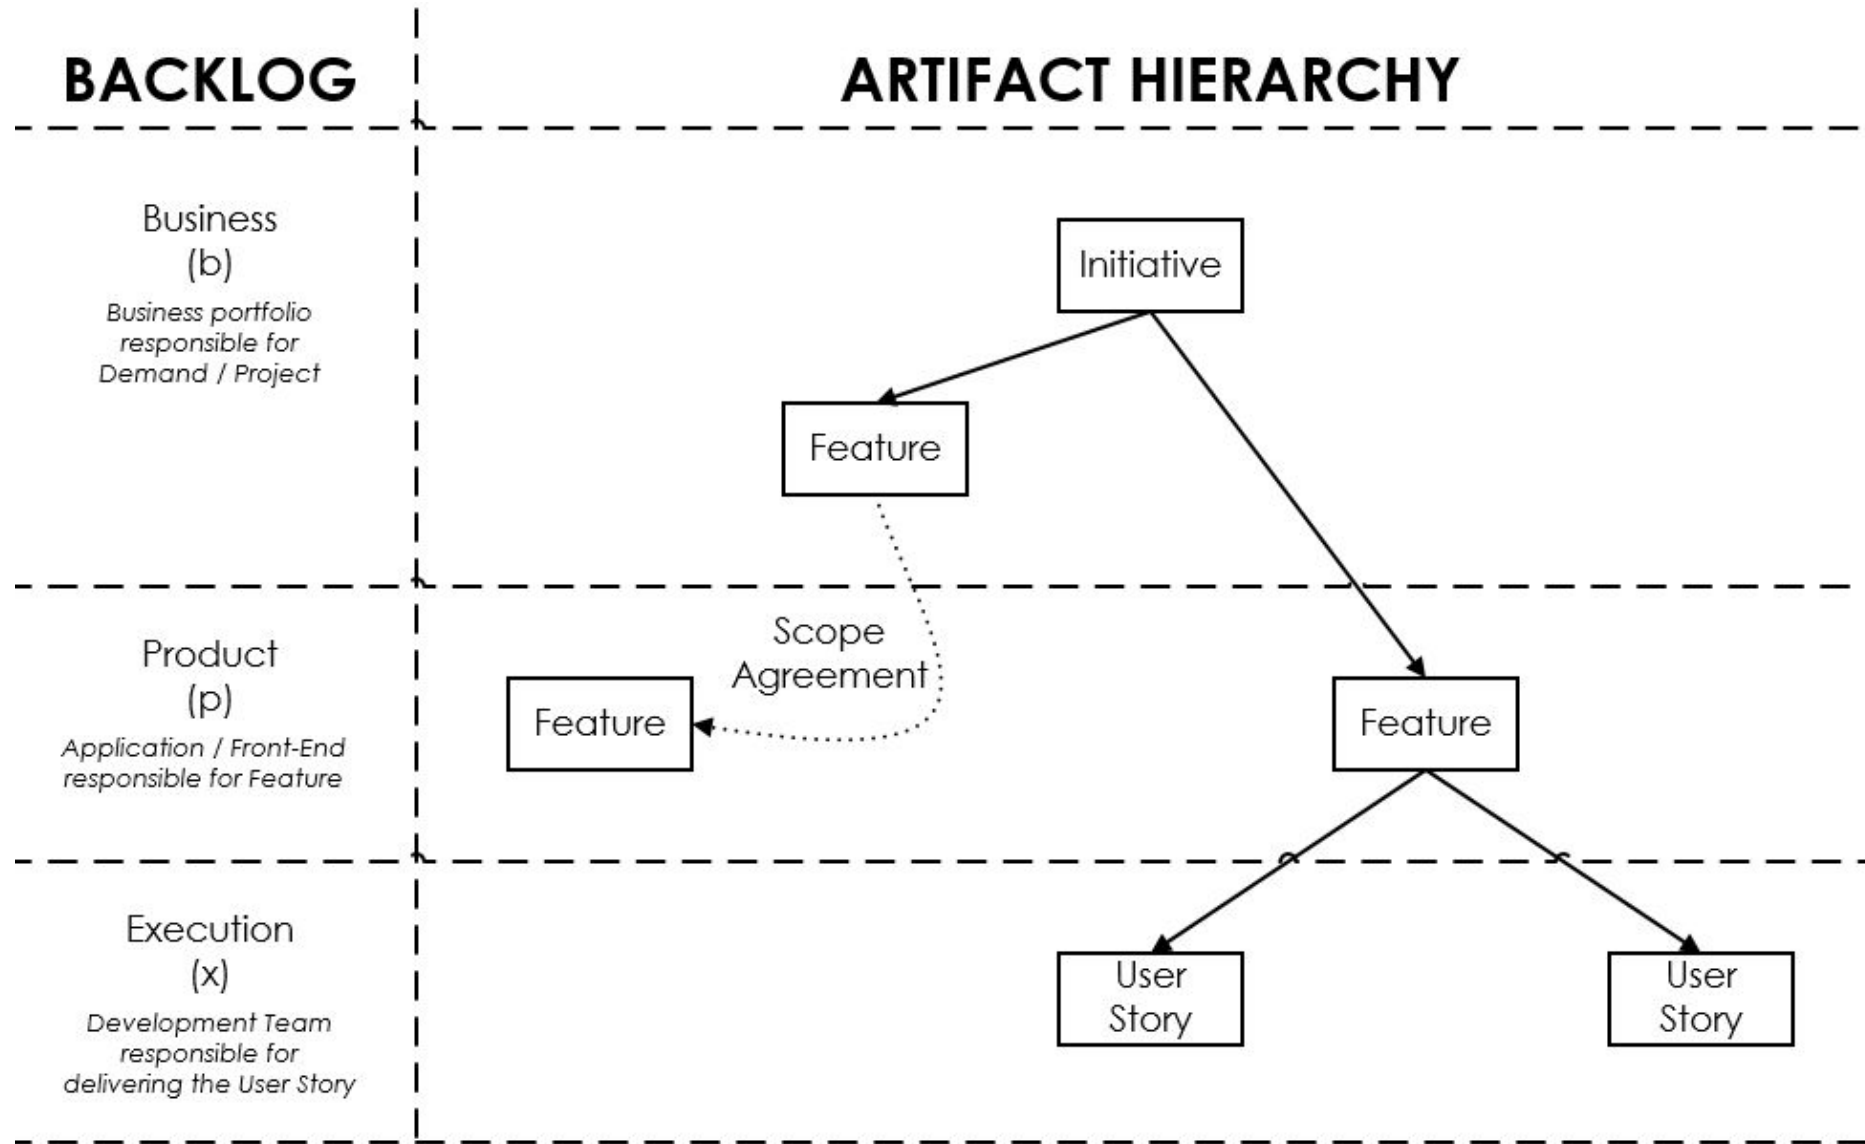 BACKLOG
ARTIFACT HIERARCHY
Business
(b)
Business portfolio
responsible for
Demand / Project
Initiative
Feature
Product
(p)
Application / Front-End
responsible for Feature
Scope
Agreement
Feature
Feature
Execution
(x)
Development Team
responsible for
delivering the User Story
User
Story
User
Story